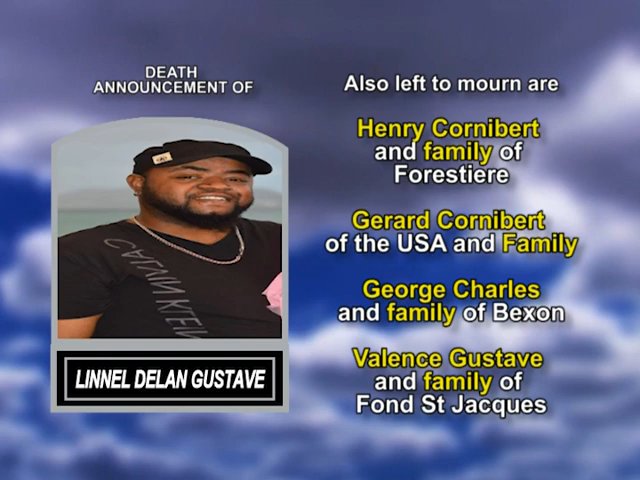 DEATH
ANNOUNCEMENT OF
CALVIN KLEIN
LINNEL DELAN GUSTAVE
Also left to mourn are
Henry Cornibert
and family of
Forestiere
Gerard Cornibert
of the USA and Family
George Charles
and family of Bexon
Valence Gustave
and family of
Fond St Jacques